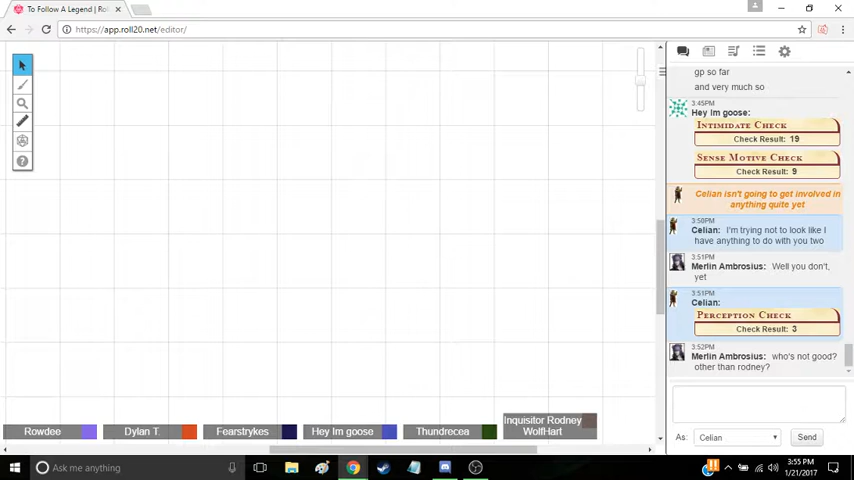 To Follow A Legend | Roll20
https://app.roll20.net/editor/
gp so far
and very much so
3:45PM
Hey Im goose:
INTIMIDATE CHECK
Check Result: 19
SENSE MOTIVE CHECK
Check Result: 9
Celian isn't going to get involved in
anything quite yet
3:50PM
Celian: I'm trying not to look like I
have anything to do with you two
3:51PM
Merlin Ambrosius: Well you don't,
yet
3:51PM
Celian:
PERCEPTION CHECK
Check Result: 3
3:52PM
Merlin Ambrosius: who's not good?
other than rodney?
As: Celian
Send
Rowdee
Dylan T.
Fearstrykes
Hey Im goose
Thundrecea
Inquisitor Rodney
WolfHart
Ask me anything
3:55 PM
1/21/2017